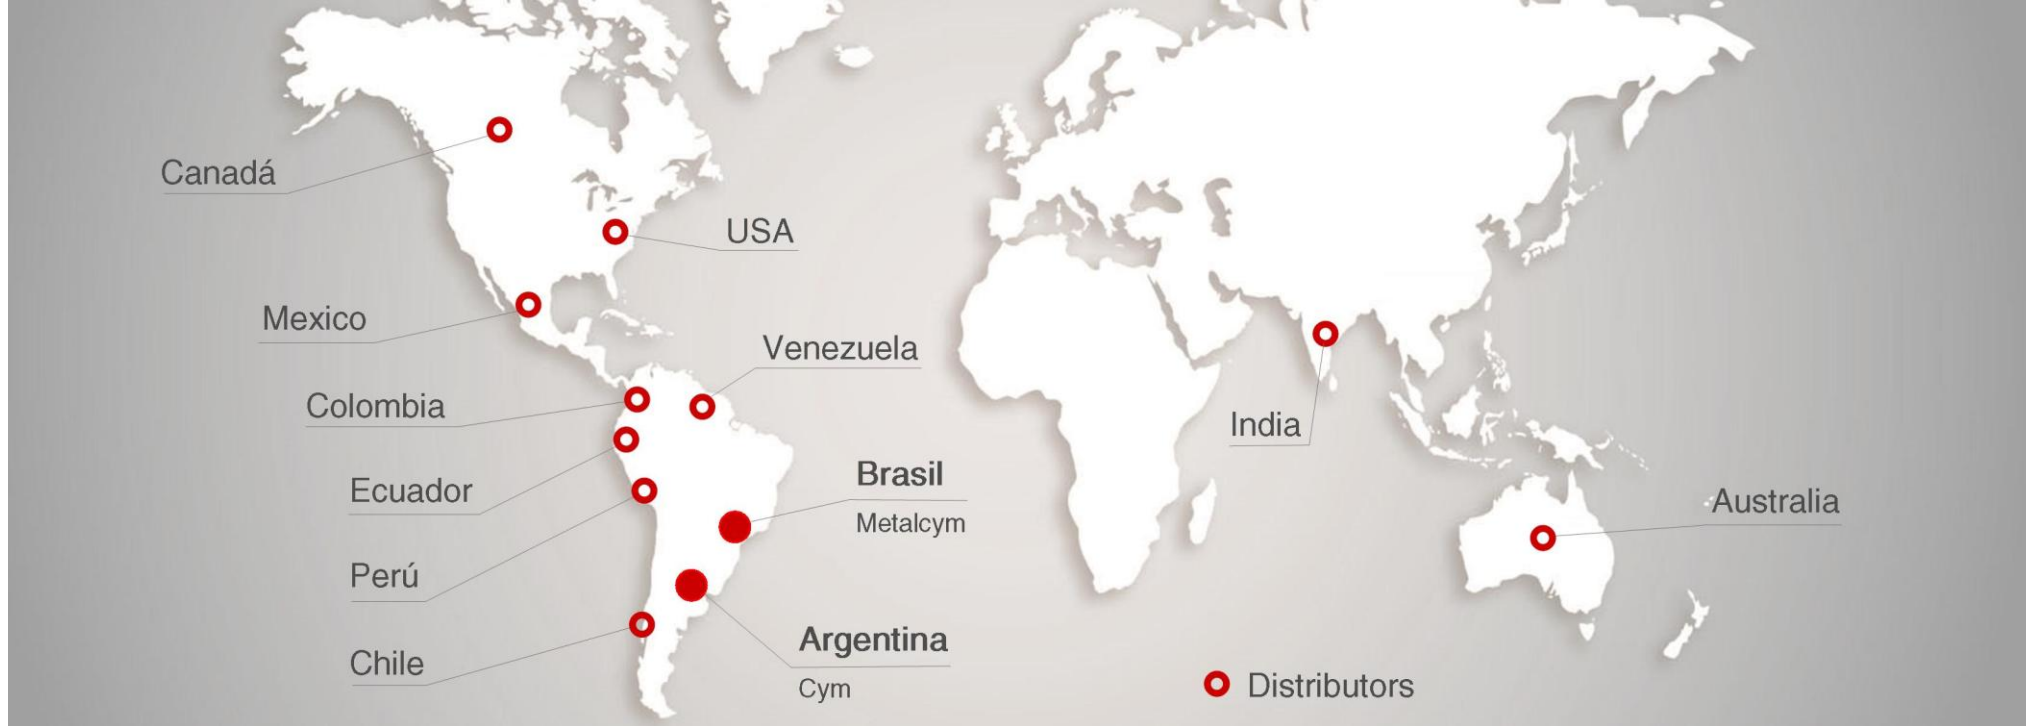 Canadá
USA
Mexico
Venezuela
Colombia
India
Ecuador
Brasil
Metalcym
Australia
Perú
Argentina
Cym
Chile
Distributors